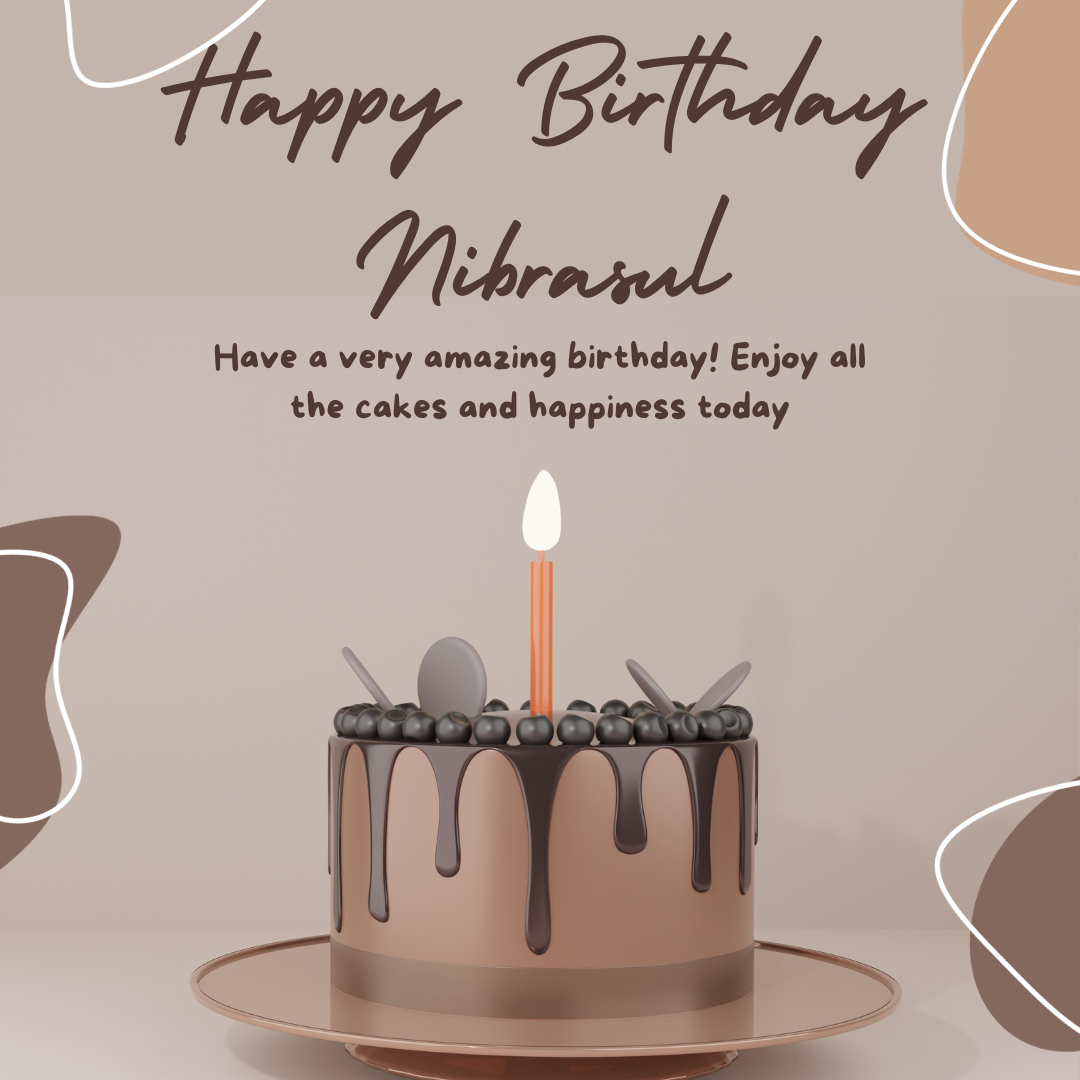 Happy Birthday
Nibrasul
Have a very amazing birthday! Enjoy all
the cakes and happiness today